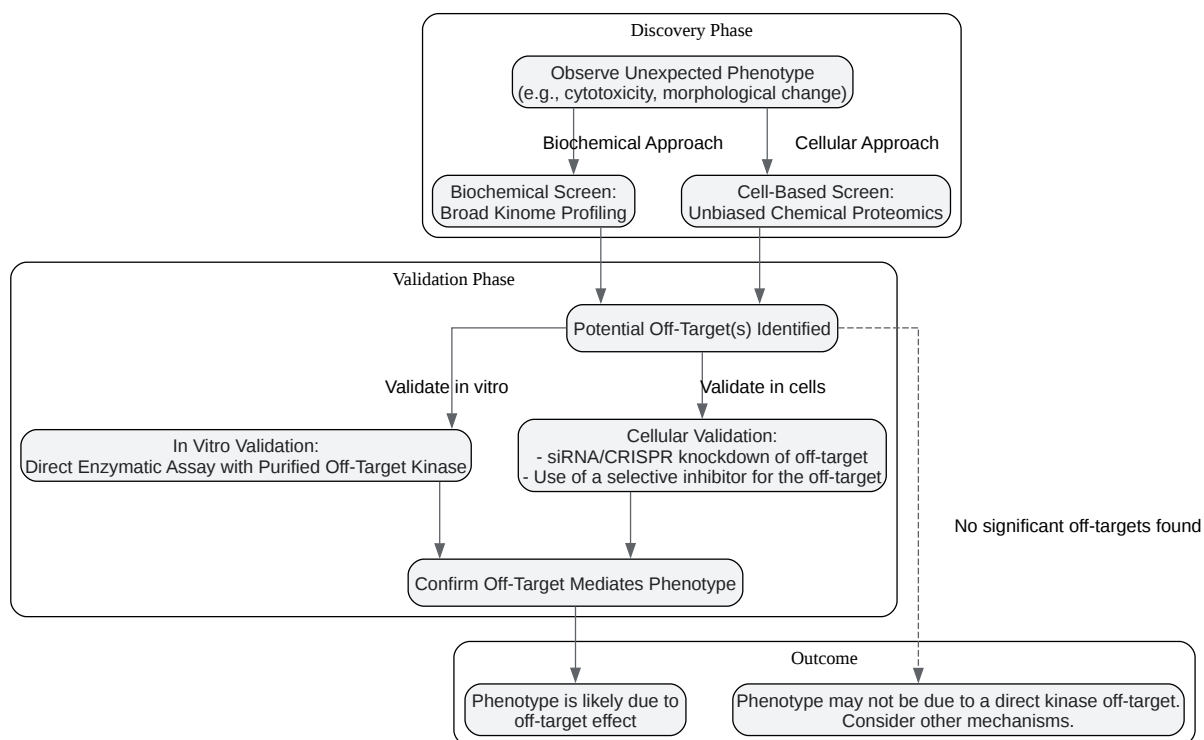 Discovery Phase
Observe Unexpected Phenotype
(e.g., cytotoxicity, morphological change)
Biochemical Approach
Cellular Approach
Biochemical Screen:
Broad Kinome Profiling
Cell-Based Screen:
Unbiased Chemical Proteomics
Validation Phase
Potential Off-Target(s) Identified
Validate in vitro
Validate in cells
In Vitro Validation:
Direct Enzymatic Assay with Purified Off-Target Kinase
Cellular Validation:
- siRNA/CRISPR knockdown of off-target
- Use of a selective inhibitor for the off-target
No significant off-targets found
Confirm Off-Target Mediates Phenotype
Outcome
Phenotype is likely due to
off-target effect
Phenotype may not be due to a direct kinase off-target.
Consider other mechanisms.